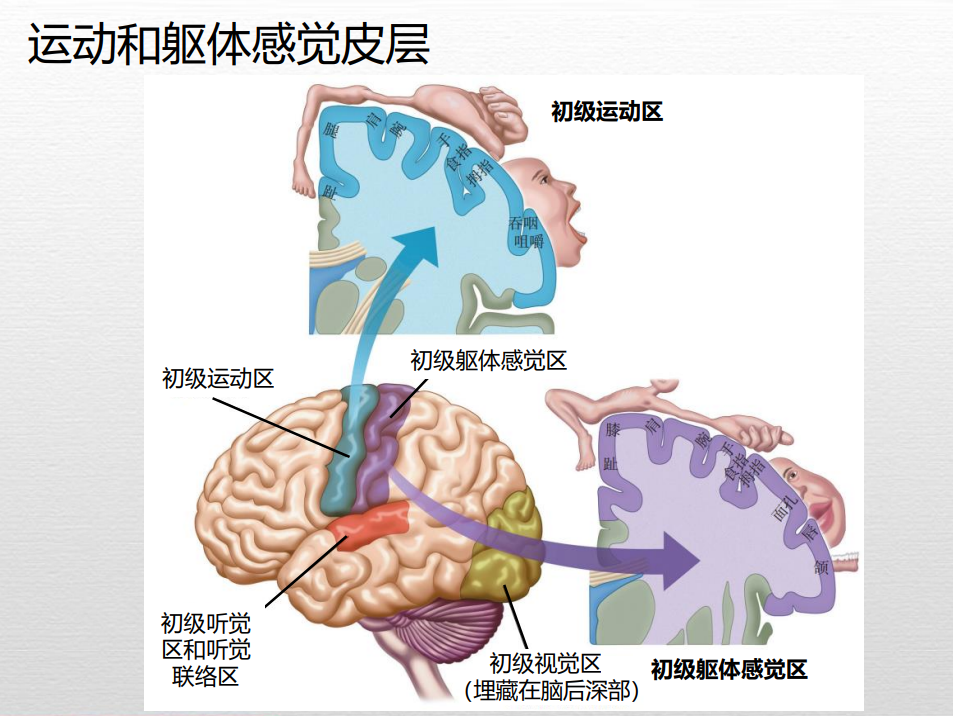 运动和躯体感觉皮层
初级运动区
腿
肩
腕
手
食指
拇指
趾
吞咽
咀嚼
初级躯体感觉区
初级运动区
膝
肩
腕
手
食指
拇指
趾
面孔
唇
颌
初级听觉
区和听觉
联络区
初级视觉区
(埋藏在脑后深部)
初级躯体感觉区